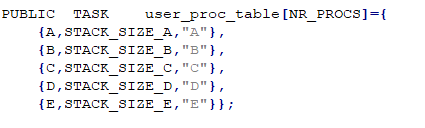 PUBLIC  TASK    user_proc_table[NR_PROCS]={
    {A,STACK_SIZE_A,"A"},
    {B,STACK_SIZE_B,"B"},
    {C,STACK_SIZE_C,"C"},
    {D,STACK_SIZE_D,"D"},
    {E,STACK_SIZE_E,"E"}};